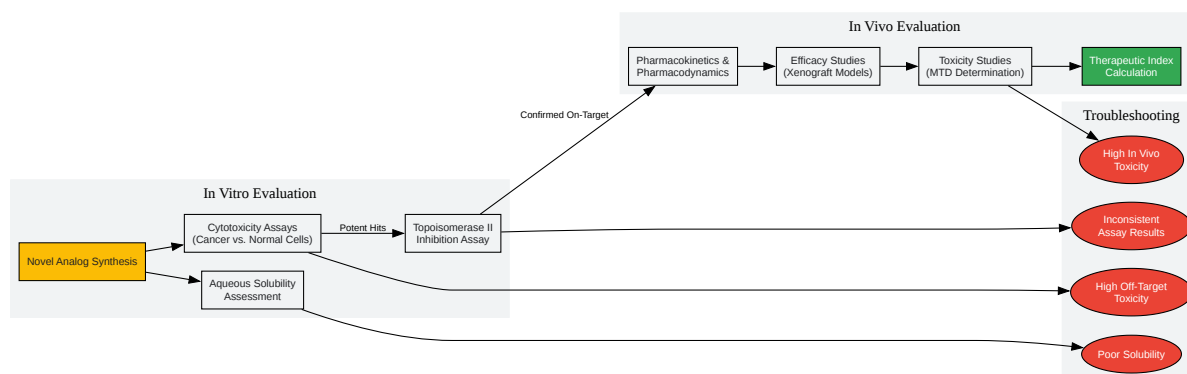 In Vivo Evaluation
Pharmacokinetics &
Pharmacodynamics
Efficacy Studies
(Xenograft Models)
Toxicity Studies
(MTD Determination)
Therapeutic Index
Calculation
Confirmed On-Target
Troubleshooting
High In Vivo
Toxicity
Inconsistent
Assay Results
High Off-Target
Toxicity
Poor Solubility
In Vitro Evaluation
Novel Analog Synthesis
Cytotoxicity Assays
(Cancer vs. Normal Cells)
Potent Hits
Topoisomerase II
Inhibition Assay
Aqueous Solubility
Assessment